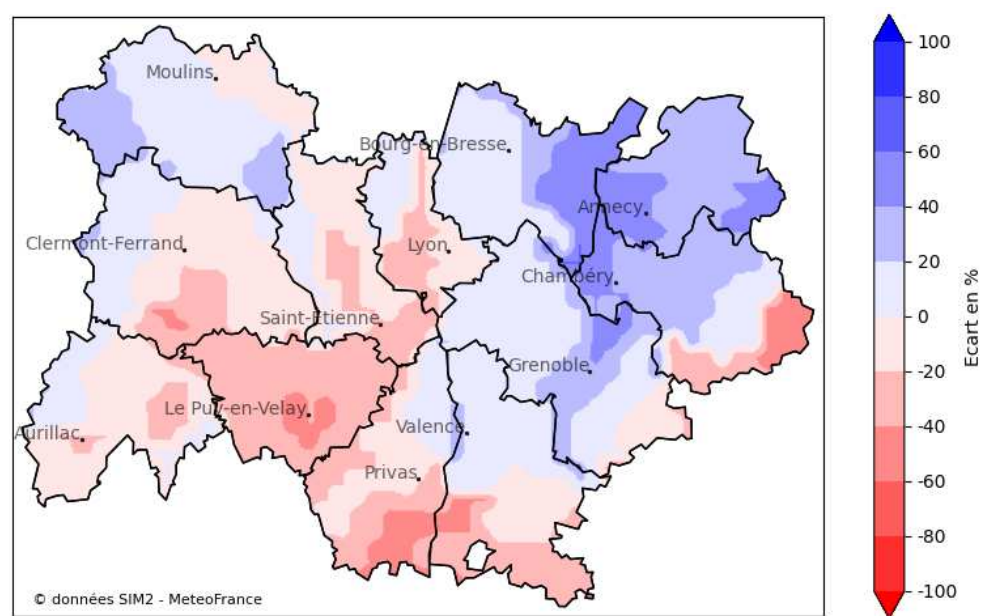 Moulins
Bourg-en-Bresse
Annecy
Clermont-Ferrand
Lyon
Chambéry
Saint-Etienne
Grenoble
Le Puy-en-Velay
Aurillac
Valence
Privas
© données SIM2 - MeteoFrance
100
80
60
40
20
0
-20
-40
-60
-80
-100
Ecart en %